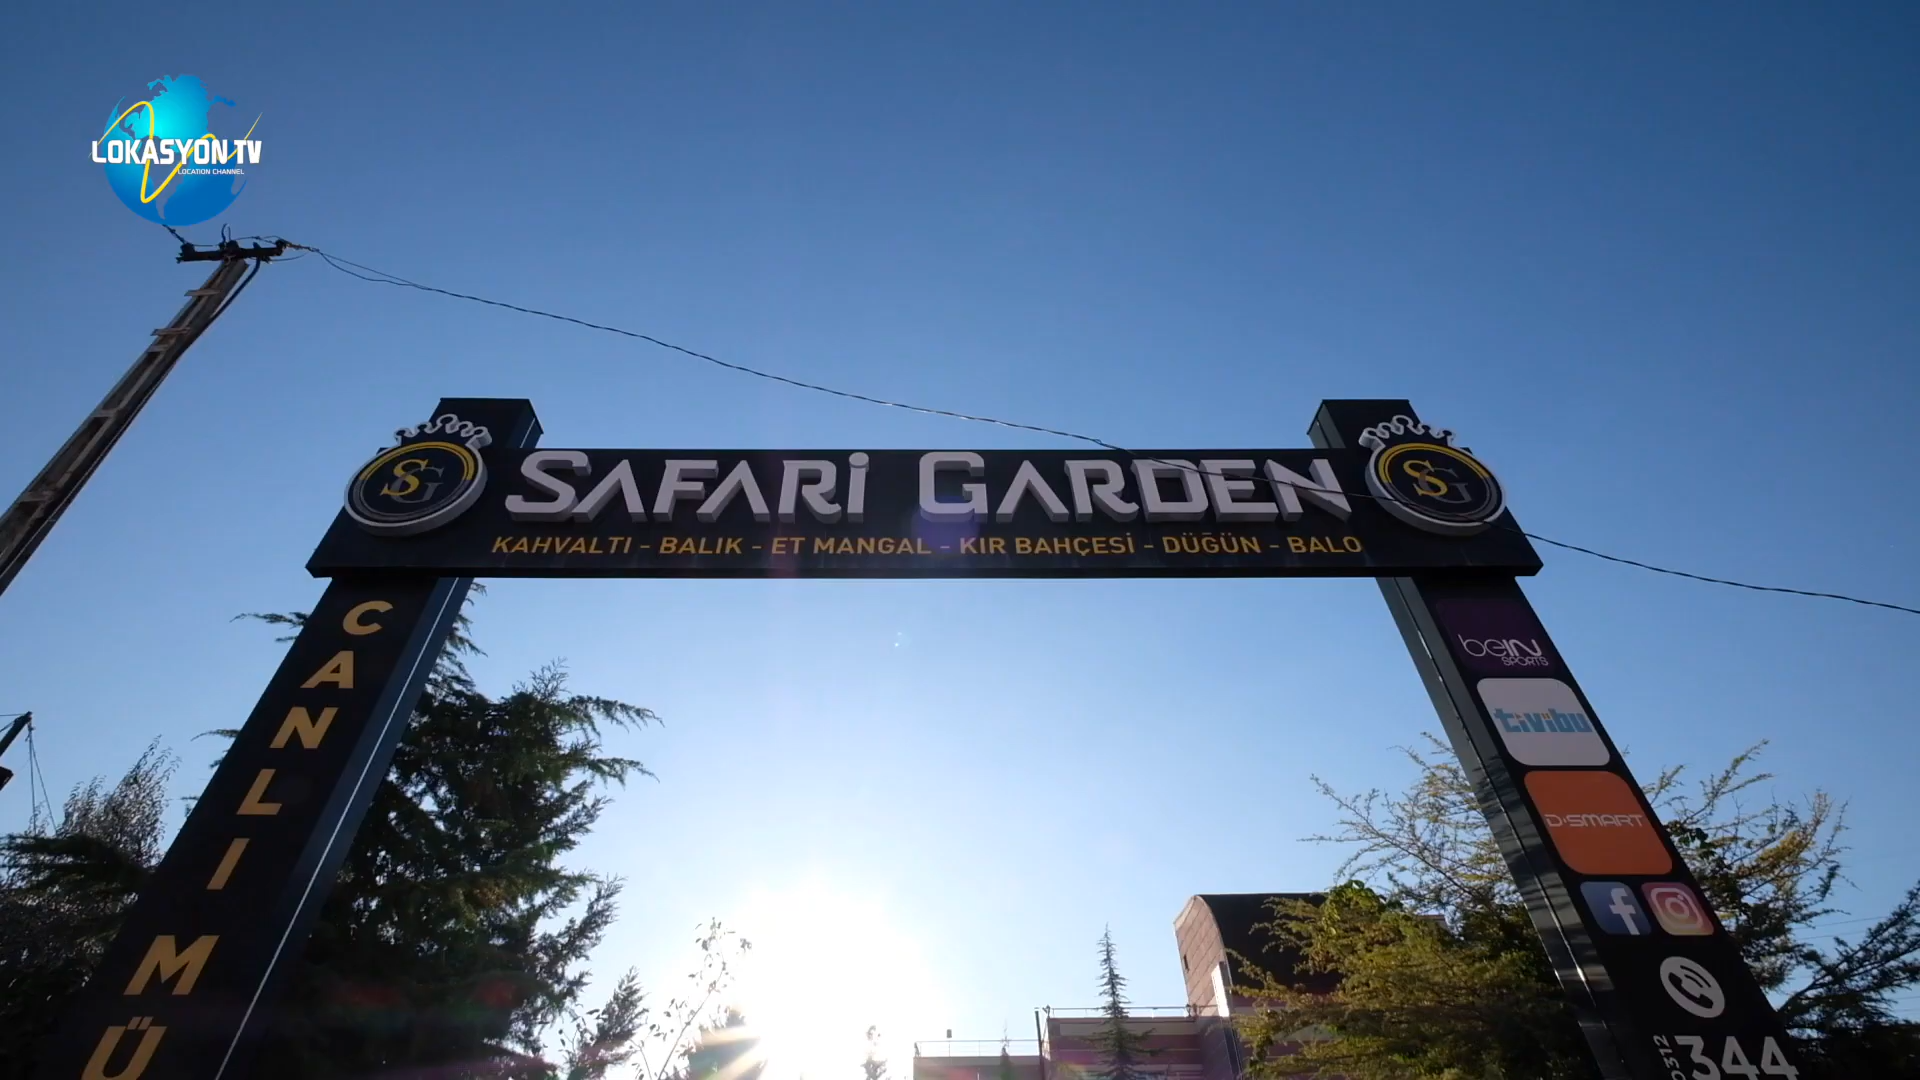 LOKASYON TV
LOCATION CHANNEL
SG
SAFARİ GARDEN
SG
KAHVALTI - BALIK - ET MANGAL - KIR BAHÇESİ - DÜĞÜN - BALO
CANLI MÜ
beIN
SPORTS
tivibu
D-SMART
0312
344